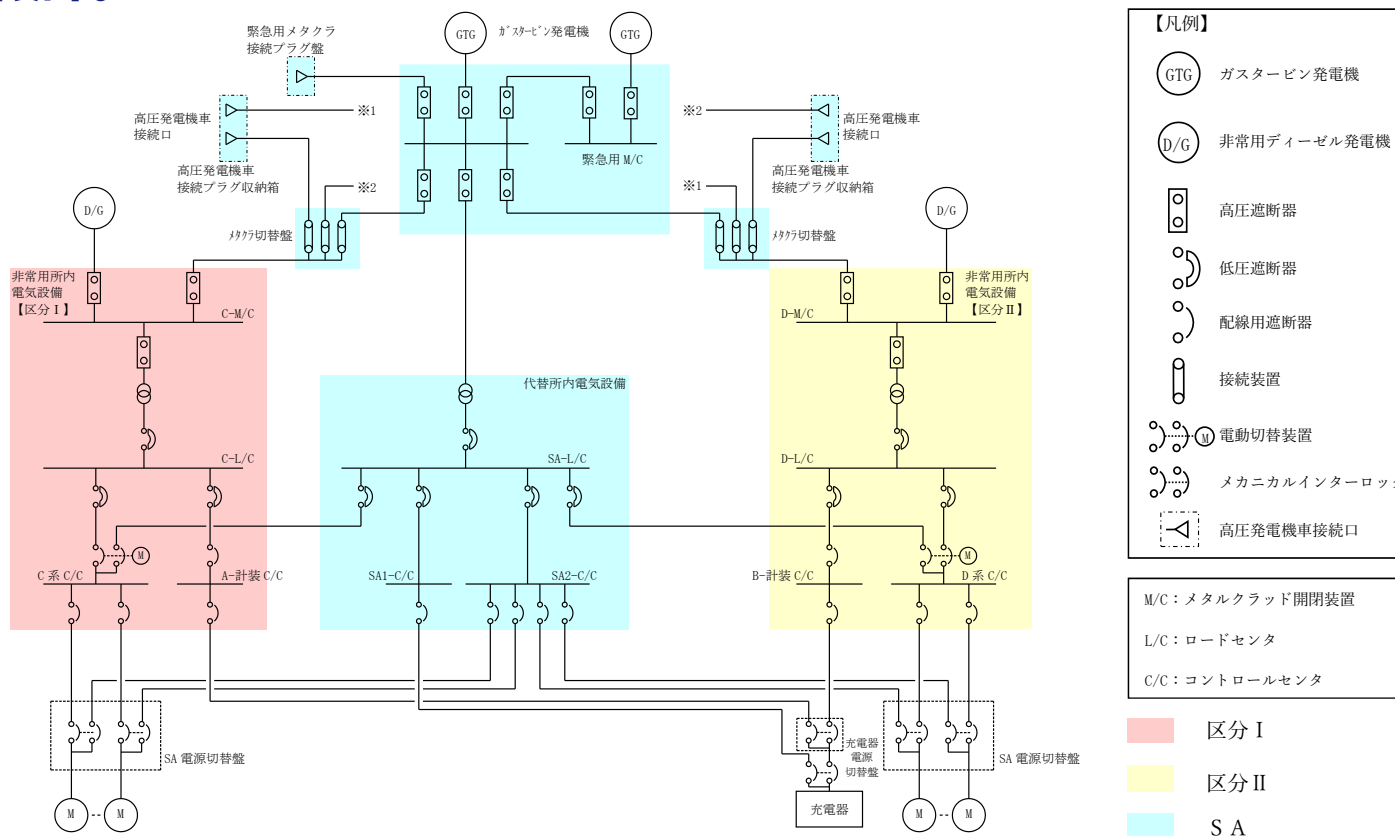 緊急用メタクラ
接続プラグ盤
GTG
ガスタービン発電機
GTG
高圧発電機車
接続口
※1
※2
高圧発電機車
接続口
緊急用 M/C
高圧発電機車
接続プラグ収納箱
※2
※1
高圧発電機車
接続プラグ収納箱
D/G
メタクラ切替盤
メタクラ切替盤
D/G
非常用所内
電気設備
【区分Ⅰ】
非常用所内
電気設備
【区分Ⅱ】
C-M/C
D-M/C
代替所内電気設備
C-L/C
SA-L/C
D-L/C
M
M
C 系 C/C
A-計装 C/C
SA1-C/C
SA2-C/C
B-計装 C/C
D 系 C/C
SA 電源切替盤
充電器
電源
切替盤
SA 電源切替盤
M
M
充電器
M
M
【凡例】
GTG ガスタービン発電機
D/G 非常用ディーゼル発電機
高圧遮断器
低圧遮断器
配線用遮断器
接続装置
M 電動切替装置
メカニカルインターロッ
高圧発電機車接続口
M/C：メタルクラッド開閉装置
L/C：ロードセンタ
C/C：コントロールセンタ
区分Ⅰ
区分Ⅱ
ＳＡ